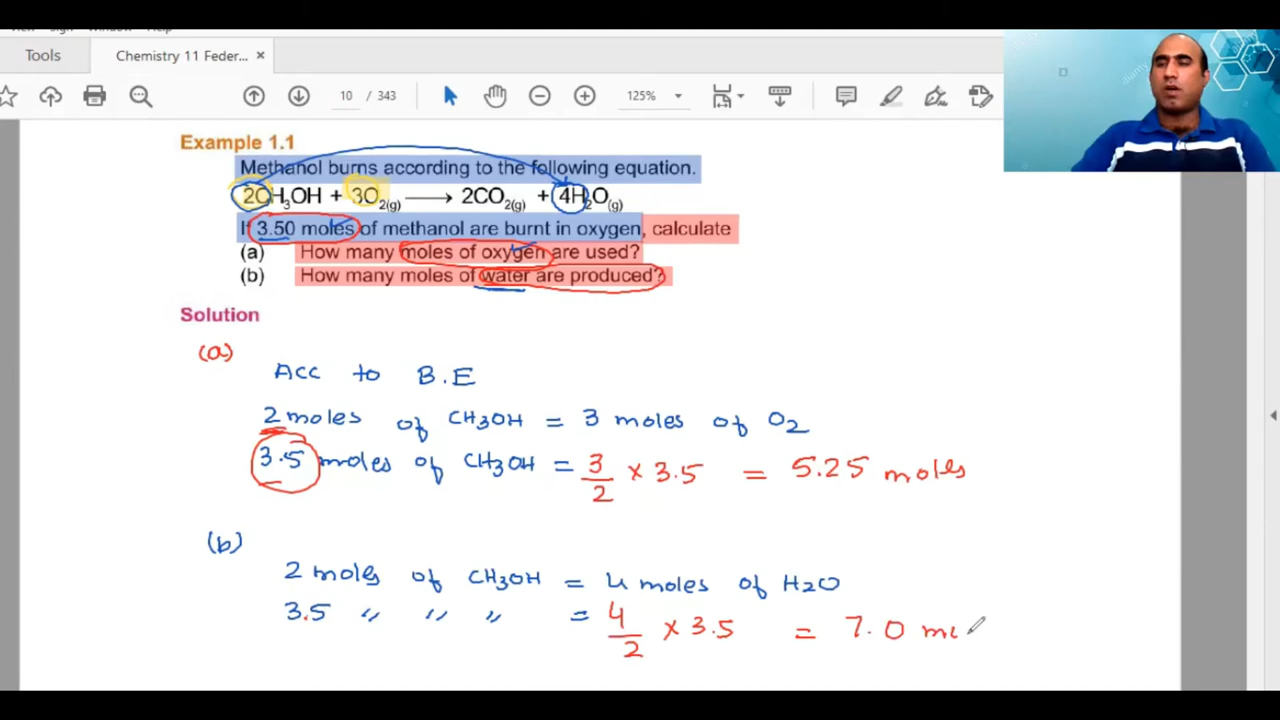 Tools
Chemistry 11 Feder... ×
10 / 343
125%
Example 1.1
Methanol burns according to the following equation.
2CH₃OH + 3O₂(g) ⟶ 2CO₂(g) + 4H₂O(g)
If 3.50 moles of methanol are burnt in oxygen, calculate
(a) How many moles of oxygen are used?
(b) How many moles of water are produced?
Solution
(a)
Acc to B.E
2 moles of CH₃OH = 3 moles of O₂
3.5 moles of CH₃OH = 3/2 × 3.5 = 5.25 moles
(b)
2 moles of CH₃OH = 4 moles of H₂O
3.5 〃 〃 〃 = 4/2 × 3.5 = 7.0 mo